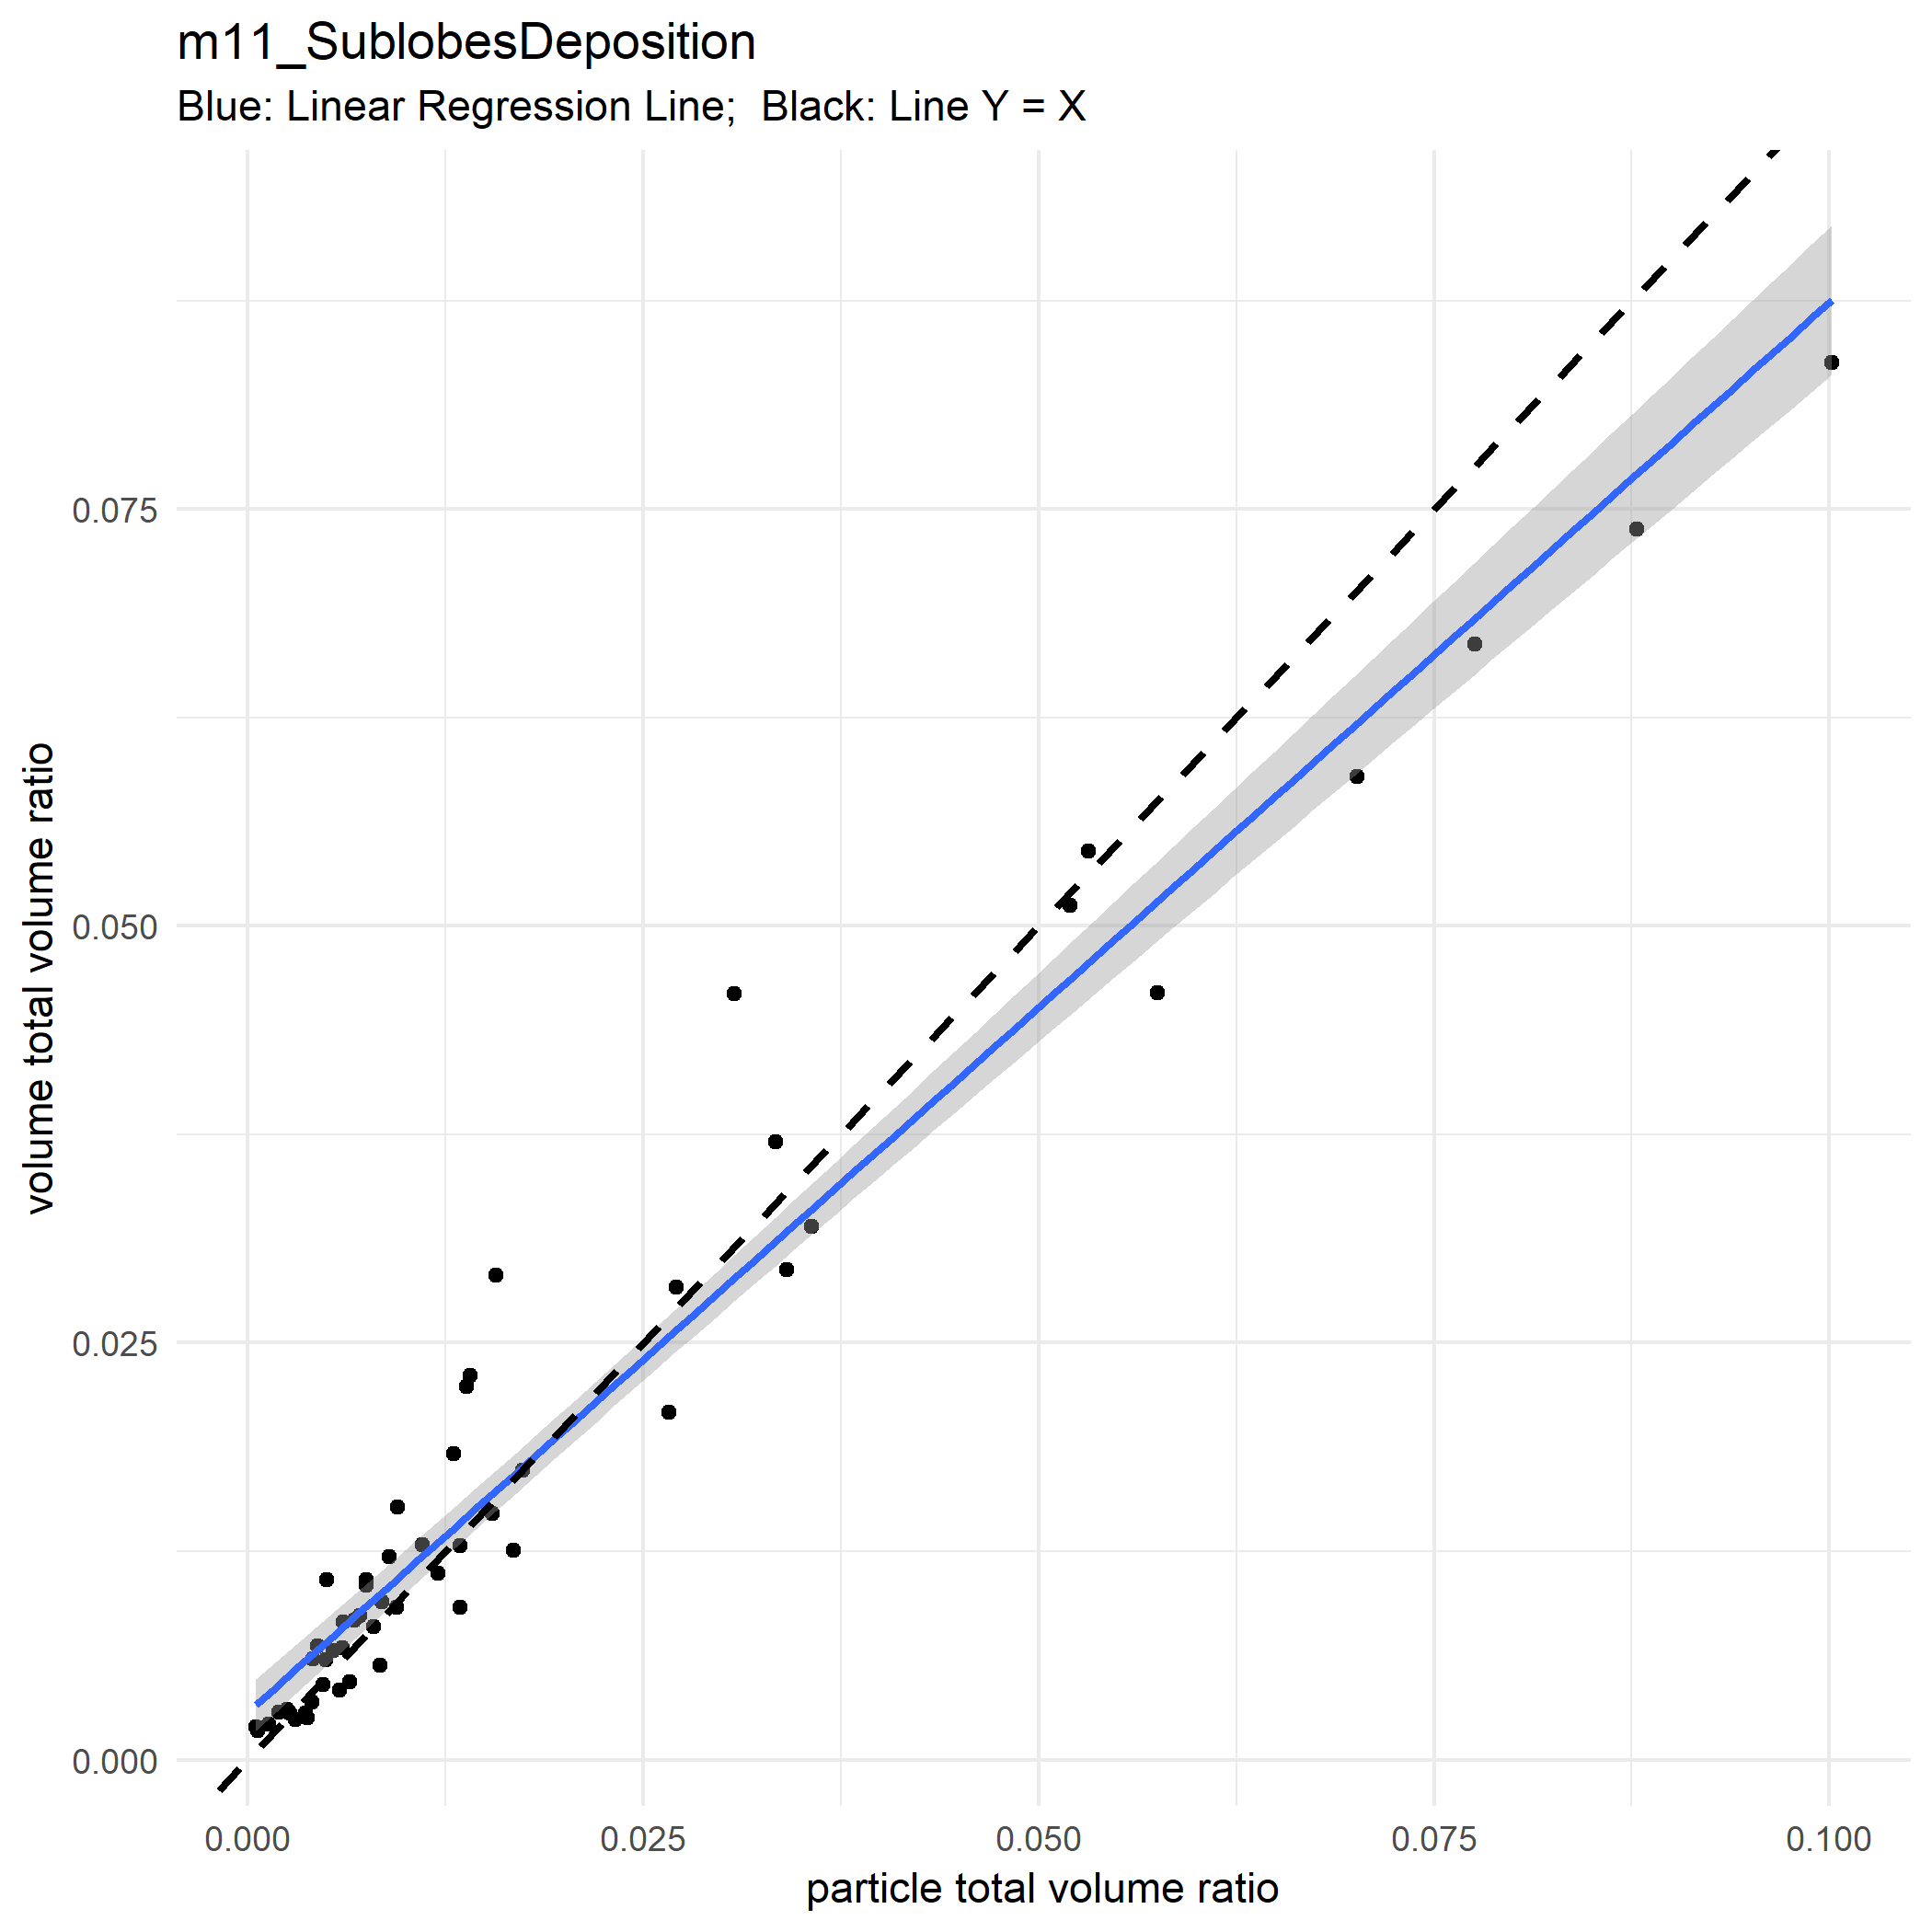 m11_SublobesDeposition
Blue: Linear Regression Line;  Black: Line Y = X
volume total volume ratio
0.075
0.050
0.025
0.000
0.000 0.025 0.050 0.075 0.100
particle total volume ratio